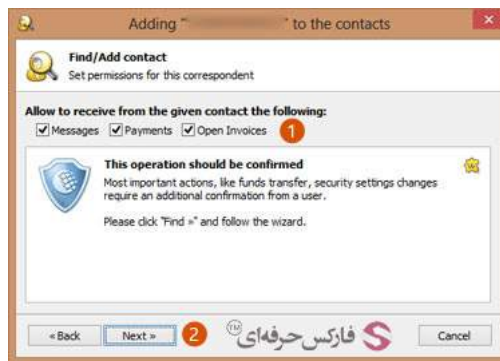 Adding " " to the contacts
Find/Add contact
Set permissions for this correspondent
Allow to receive from the given contact the following:
Messages Payments Open Invoices 1
This operation should be confirmed
Most important actions, like funds transfer, security settings changes
require an additional confirmation from a user.
Please click "Find »" and follow the wizard.
« Back Next » 2 فارکس حرفه‌ای TM Cancel